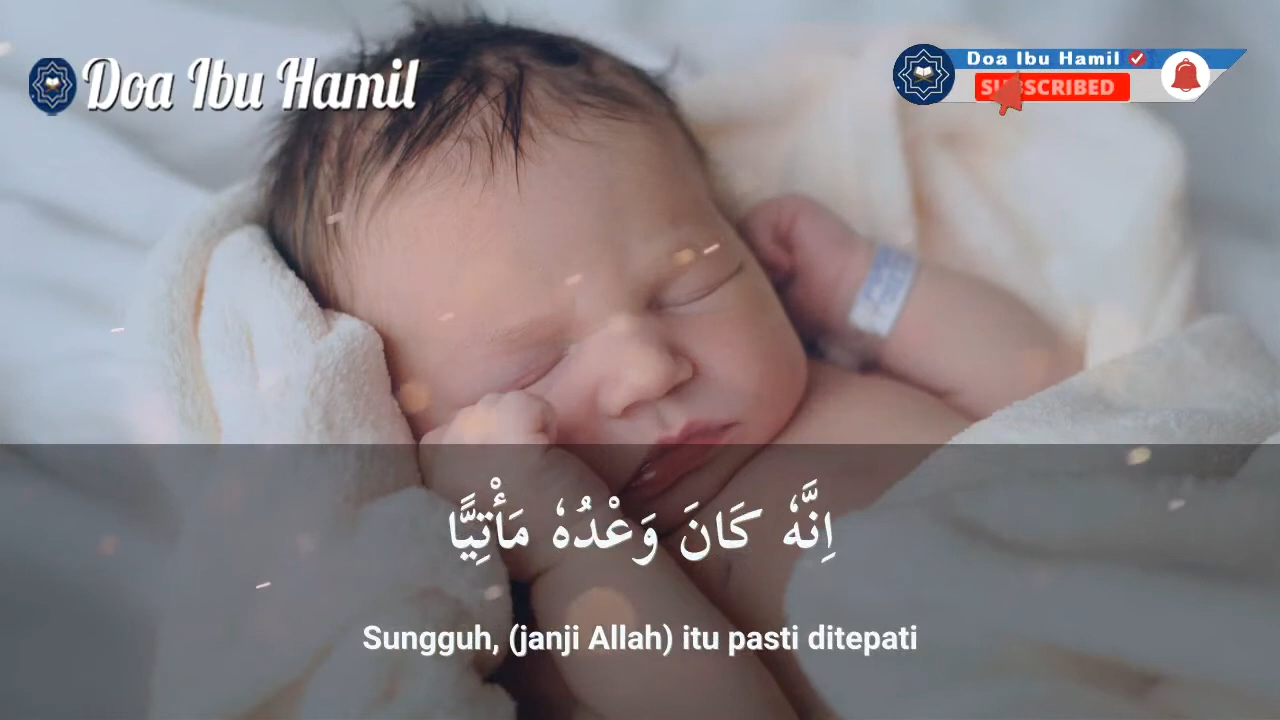 Doa Ibu Hamil
Doa Ibu Hamil
SUBSCRIBED
اِنَّهٗ كَانَ وَعْدُهٗ مَأْتِيًّا
Sungguh, (janji Allah) itu pasti ditepati